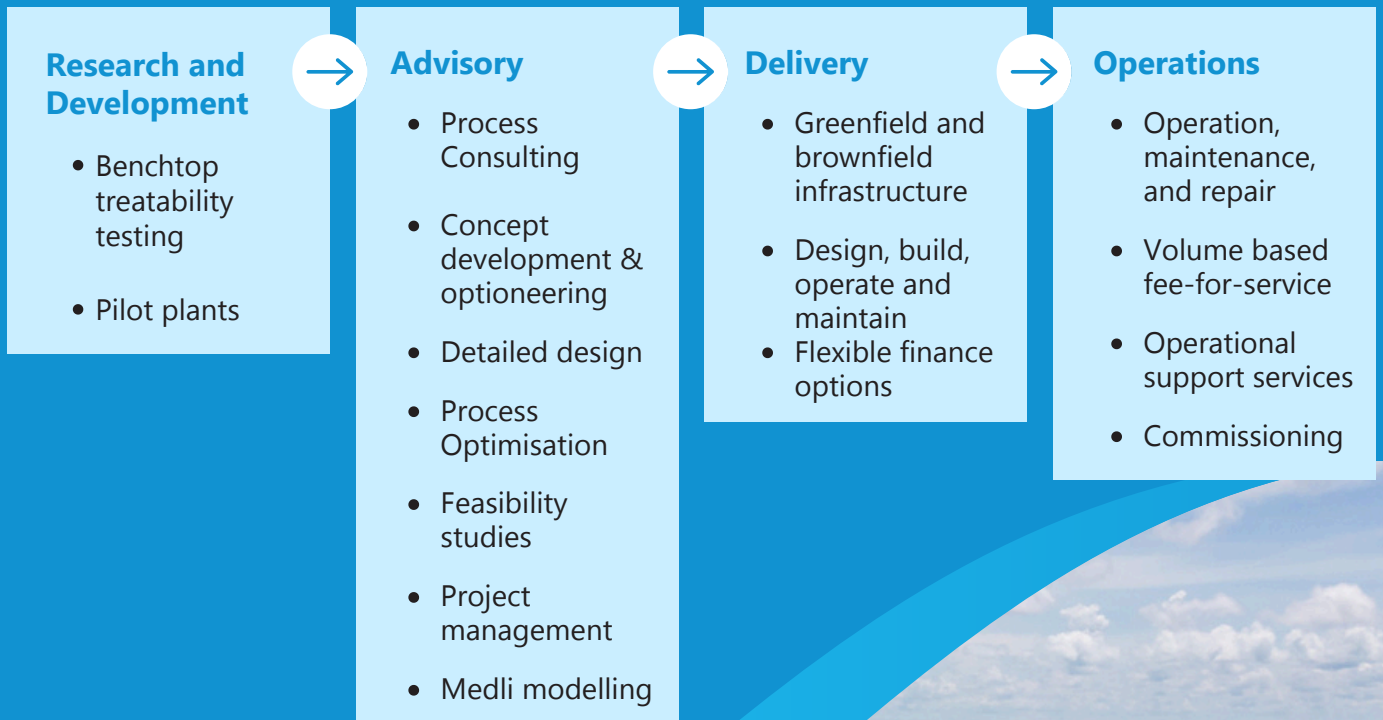 Research and
Development
Benchtop
treatability
testing
Pilot plants
Advisory
Process
Consulting
Concept
development &
optioneering
Detailed design
Process
Optimisation
Feasibility
studies
Project
management
Medli modelling
Delivery
Greenfield and
brownfield
infrastructure
Design, build,
operate and
maintain
Flexible finance
options
Operations
Operation,
maintenance,
and repair
Volume based
fee-for-service
Operational
support services
Commissioning